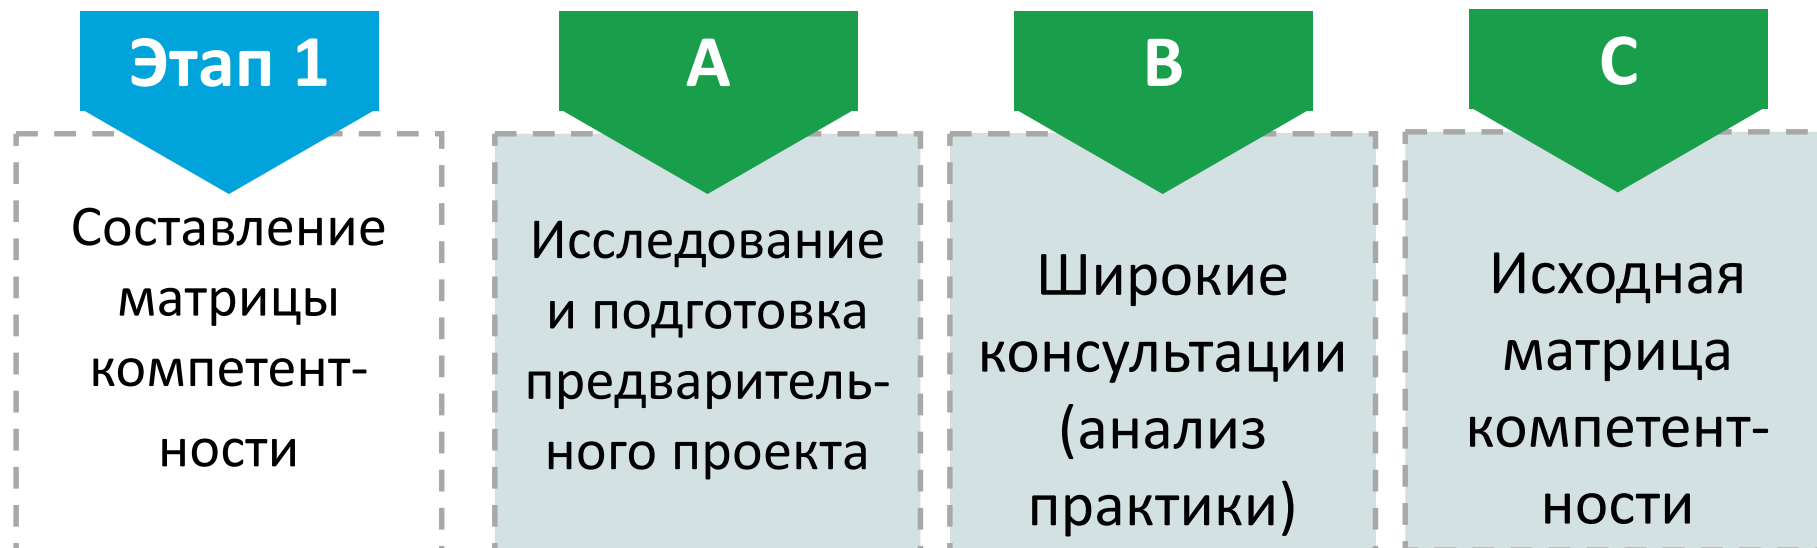 Этап 1
Составление
матрицы
компетент-
ности
A
Исследование
и подготовка
предваритель-
ного проекта
B
Широкие
консультации
(анализ
практики)
C
Исходная
матрица
компетент-
ности